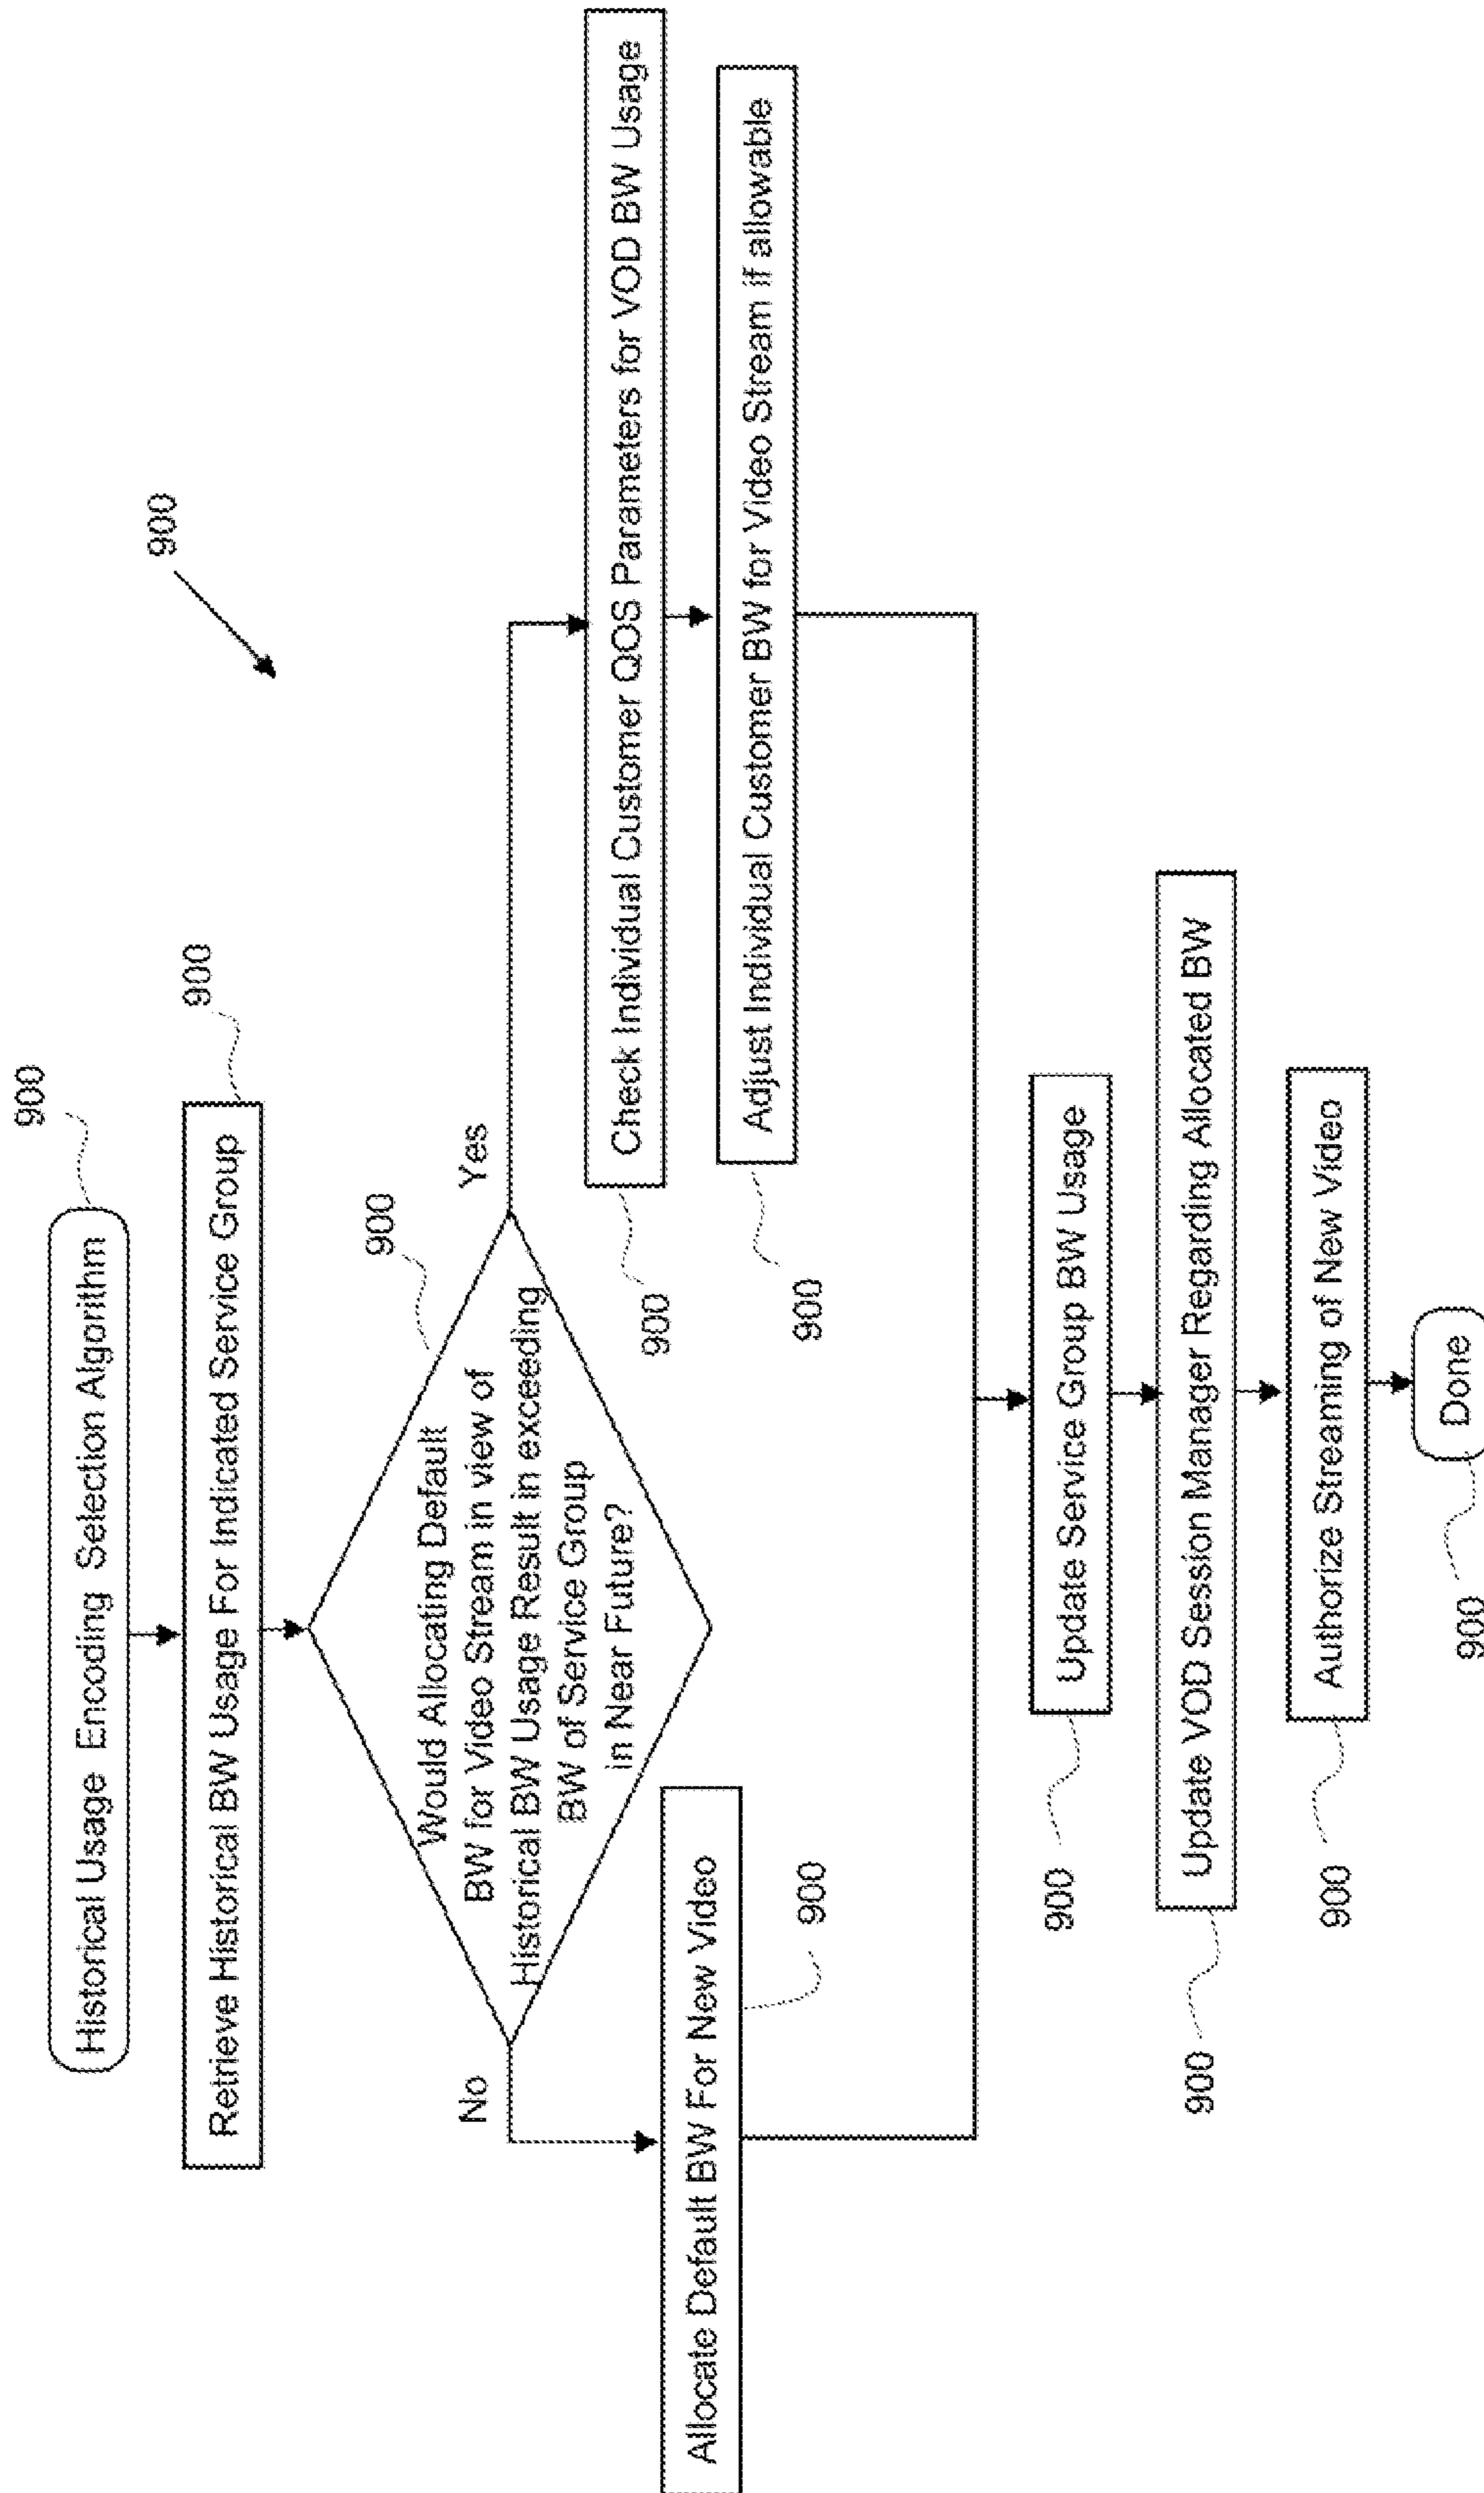 900
Historical Usage Encoding Selection Algorithm
900
Retrieve Historical BW Usage For Indicated Service Group
900
Would Allocating Default
BW for Video Stream in view of
Historical BW Usage Result in exceeding
BW of Service Group
in Near Future?
900
No
Yes
Check Individual Customer QOS Parameters for VOD BW Usage
900
Allocate Default BW For New Video
900
Adjust Individual Customer BW for Video Stream if allowable
900
Update Service Group BW Usage
900
Update VOD Session Manager Regarding Allocated BW
900
Authorize Streaming of New Video
900
Done
900